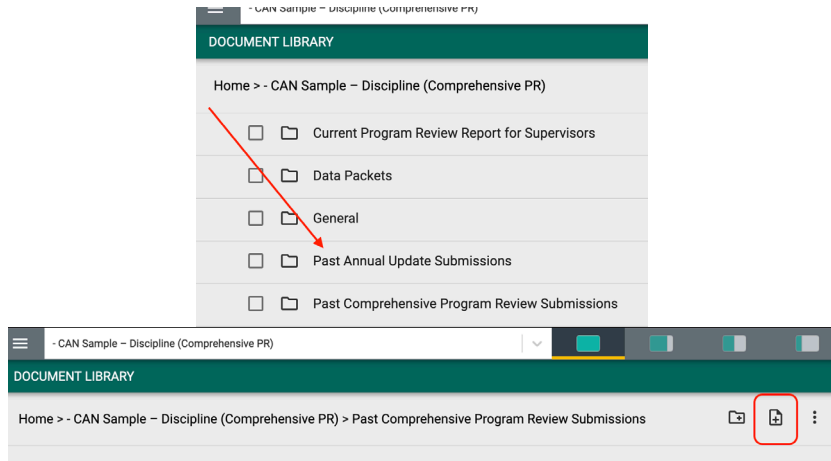 - CAN Sample – Discipline (Comprehensive PR)
DOCUMENT LIBRARY
Home > - CAN Sample – Discipline (Comprehensive PR)
Current Program Review Report for Supervisors
Data Packets
General
Past Annual Update Submissions
Past Comprehensive Program Review Submissions
- CAN Sample – Discipline (Comprehensive PR)
DOCUMENT LIBRARY
Home > - CAN Sample – Discipline (Comprehensive PR) > Past Comprehensive Program Review Submissions